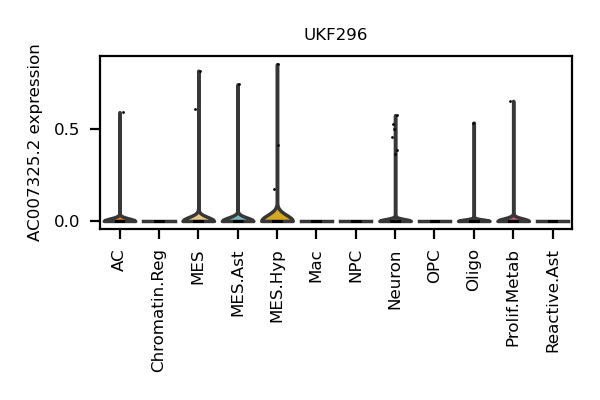 UKF296
AC007325.2 expression
0.5
0.0
AC
Chromatin.Reg
MES
MES.Ast
MES.Hyp
Mac
NPC
Neuron
OPC
Oligo
Prolif.Metab
Reactive.Ast